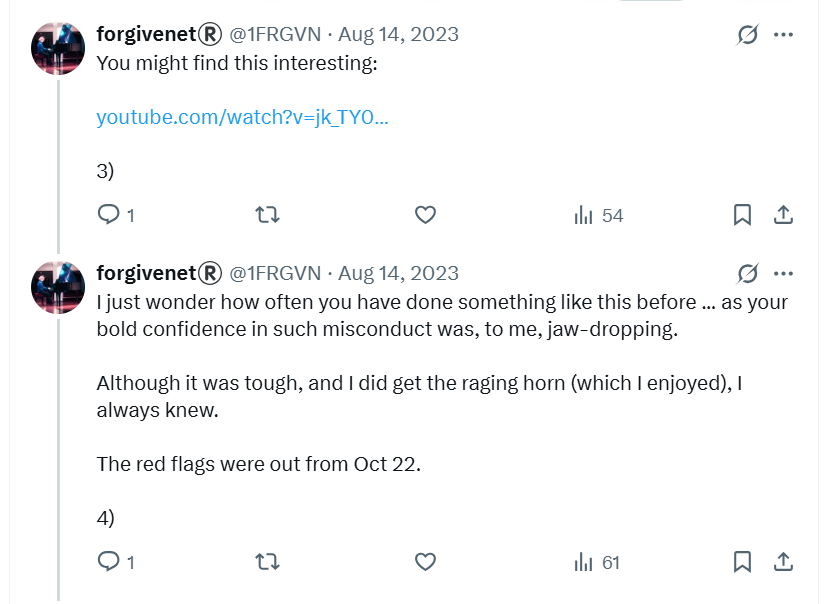 forgivenet® @1FRGVN · Aug 14, 2023
You might find this interesting:
youtube.com/watch?v=jk_TY0...
3)
1
54
forgivenet® @1FRGVN · Aug 14, 2023
I just wonder how often you have done something like this before ... as your
bold confidence in such misconduct was, to me, jaw-dropping.
Although it was tough, and I did get the raging horn (which I enjoyed), I
always knew.
The red flags were out from Oct 22.
4)
1
61